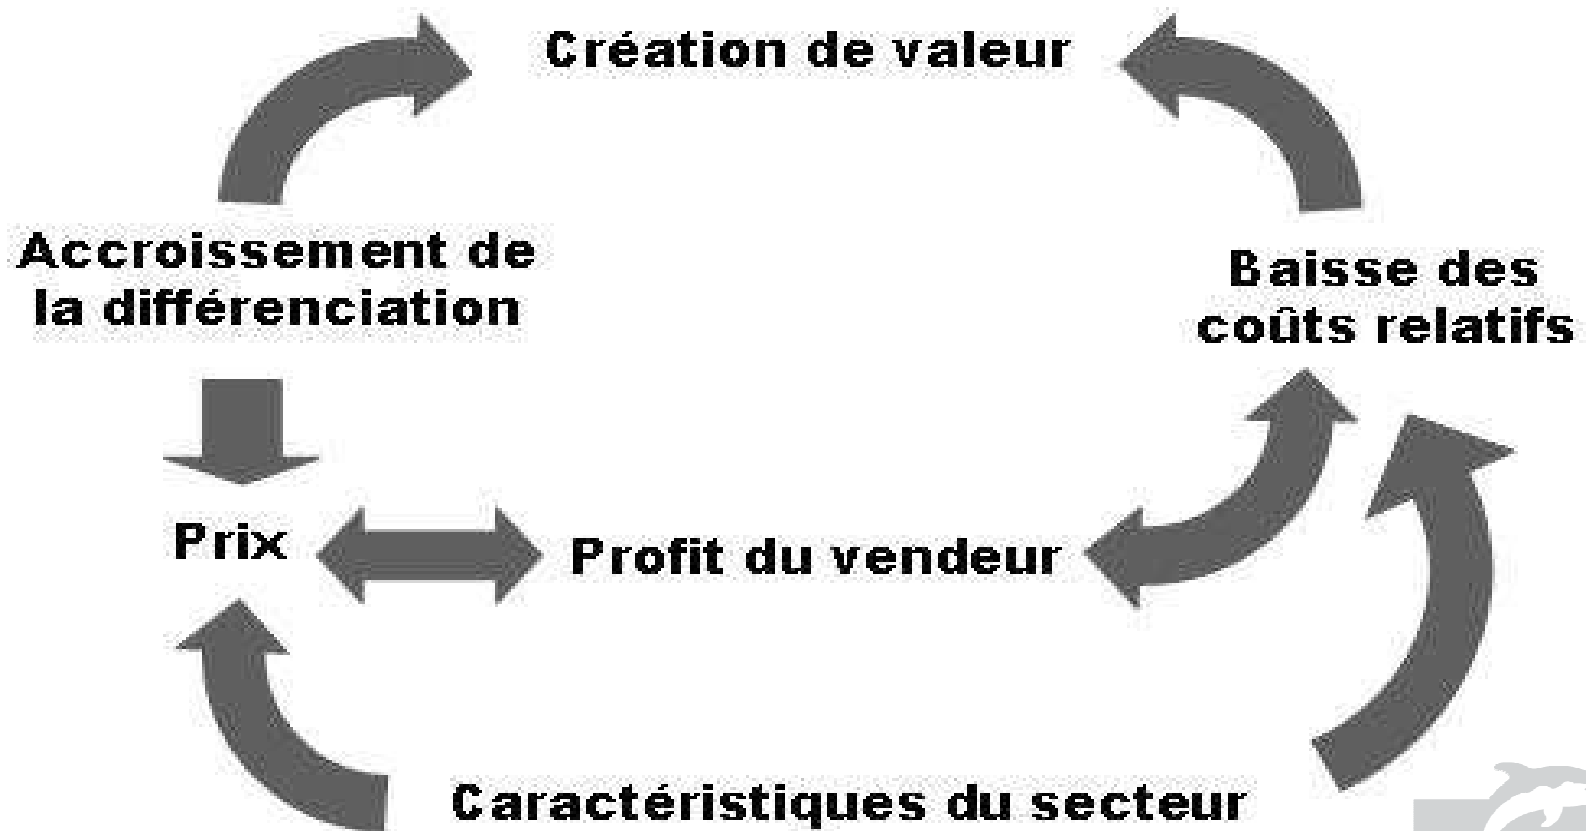 Création de valeur
Accroissement de
la différenciation
Baisse des
coûts relatifs
Prix
Profit du vendeur
Caractéristiques du secteur